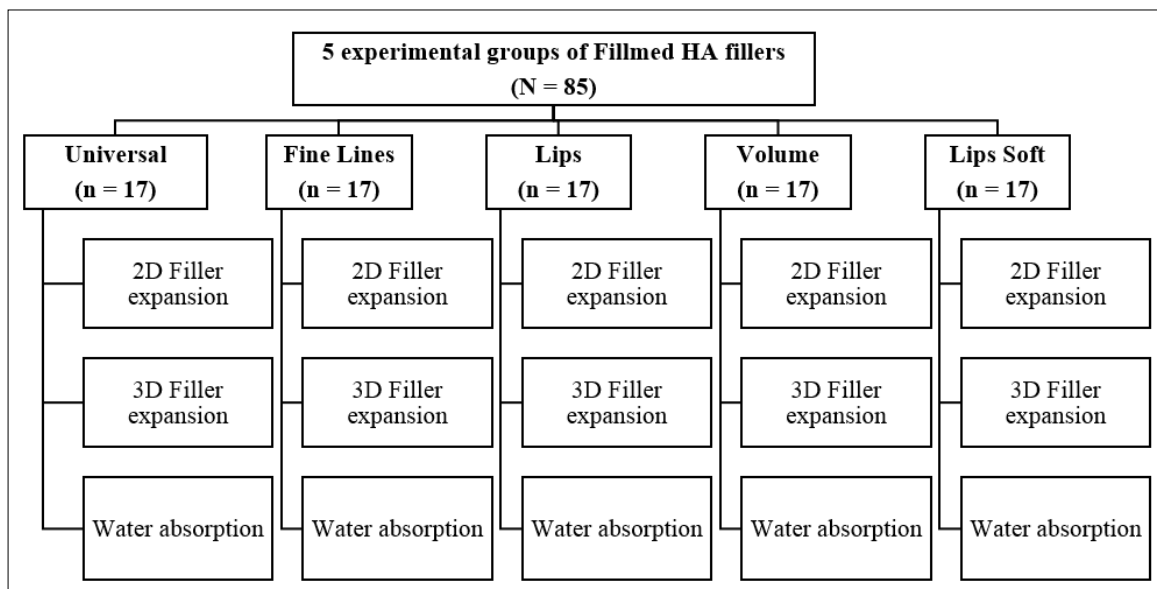 5 experimental groups of Fillmed HA fillers
(N = 85)
Universal
(n = 17)
Fine Lines
(n = 17)
Lips
(n = 17)
Volume
(n = 17)
Lips Soft
(n = 17)
2D Filler
expansion
2D Filler
expansion
2D Filler
expansion
2D Filler
expansion
2D Filler
expansion
3D Filler
expansion
3D Filler
expansion
3D Filler
expansion
3D Filler
expansion
3D Filler
expansion
Water absorption
Water absorption
Water absorption
Water absorption
Water absorption